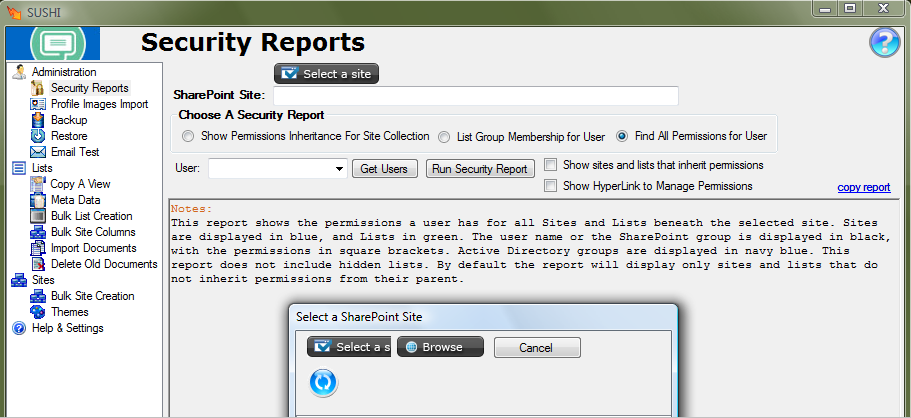 SUSHI
Security Reports
Administration
Security Reports
Profile Images Import
Backup
Restore
Email Test
Lists
Copy A View
Meta Data
Bulk List Creation
Bulk Site Columns
Import Documents
Delete Old Documents
Sites
Bulk Site Creation
Themes
Help & Settings
Select a site
SharePoint Site:
Choose A Security Report
Show Permissions Inheritance For Site Collection List Group Membership for User Find All Permissions for User
User: Get Users Run Security Report Show sites and lists that inherit permissions
Show HyperLink to Manage Permissions copy report
Notes:
This report shows the permissions a user has for all Sites and Lists beneath the selected site. Sites
are displayed in blue, and Lists in green. The user name or the SharePoint group is displayed in black,
with the permissions in square brackets. Active Directory groups are displayed in navy blue. This
report does not include hidden lists. By default the report will display only sites and lists that do
not inherit permissions from their parent.
Select a SharePoint Site
Select a s Browse Cancel